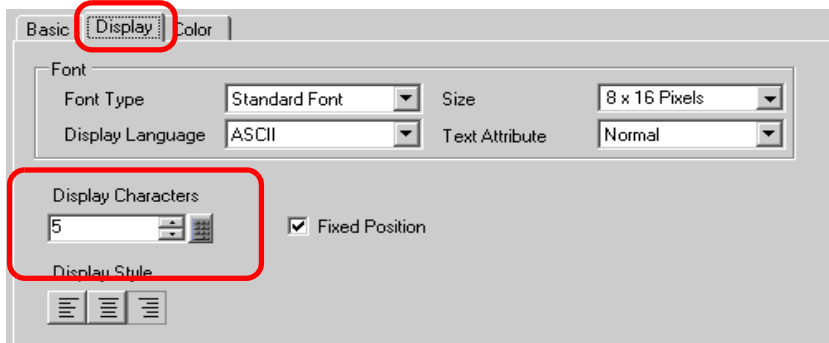 Basic Display Color
Font
Font Type Standard Font Size 8 x 16 Pixels
Display Language ASCII Text Attribute Normal
Display Characters
5 Fixed Position
Display Style